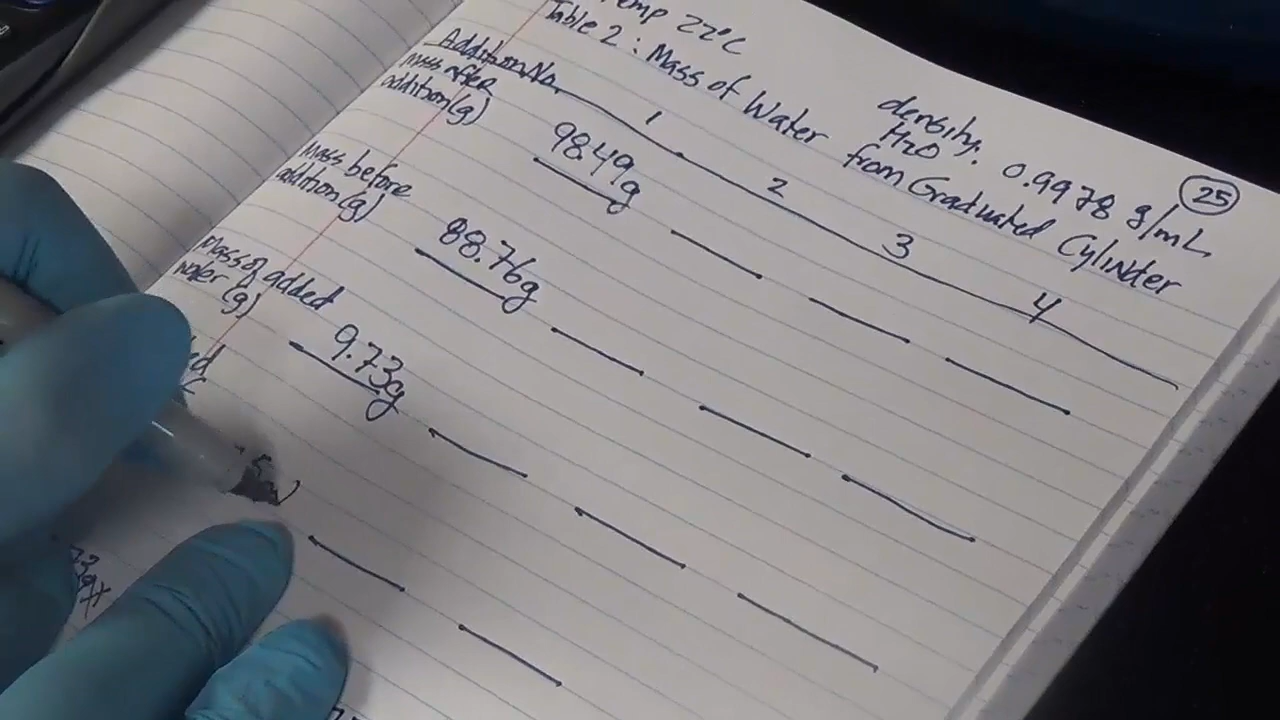 Temp 22°C
density H2O. 0.9978 g/mL
25
Table 2: Mass of Water from Graduated Cylinder
Addition No. 1 2 3 4
Mass after addition (g) 98.49g
Mass before addition (g) 88.76g
Mass of added water (g) 9.73g